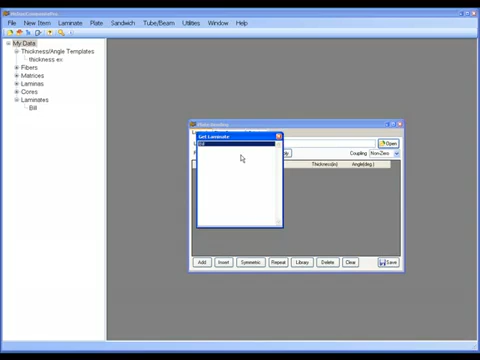 File New Item Laminate Plate Sandwich Tube/Beam Utilities Window Help
My Data
Thickness/Angle Templates
thickness ex
Fibers
Matrices
Laminas
Cores
Laminates
Bill
Get Laminate
Bill
Open
Coupling Non-Zero
Thickness[in] Angle[deg.]
Add Insert Symmetric Repeat Library Delete Clear Save